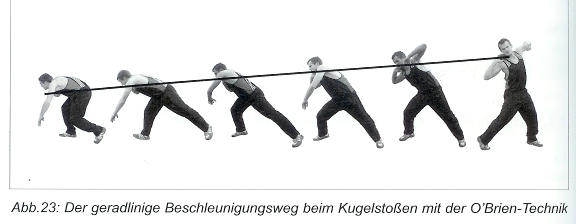 Abb.23: Der geradlinige Beschleunigungsweg beim Kugelstoßen mit der O'Brien-Technik